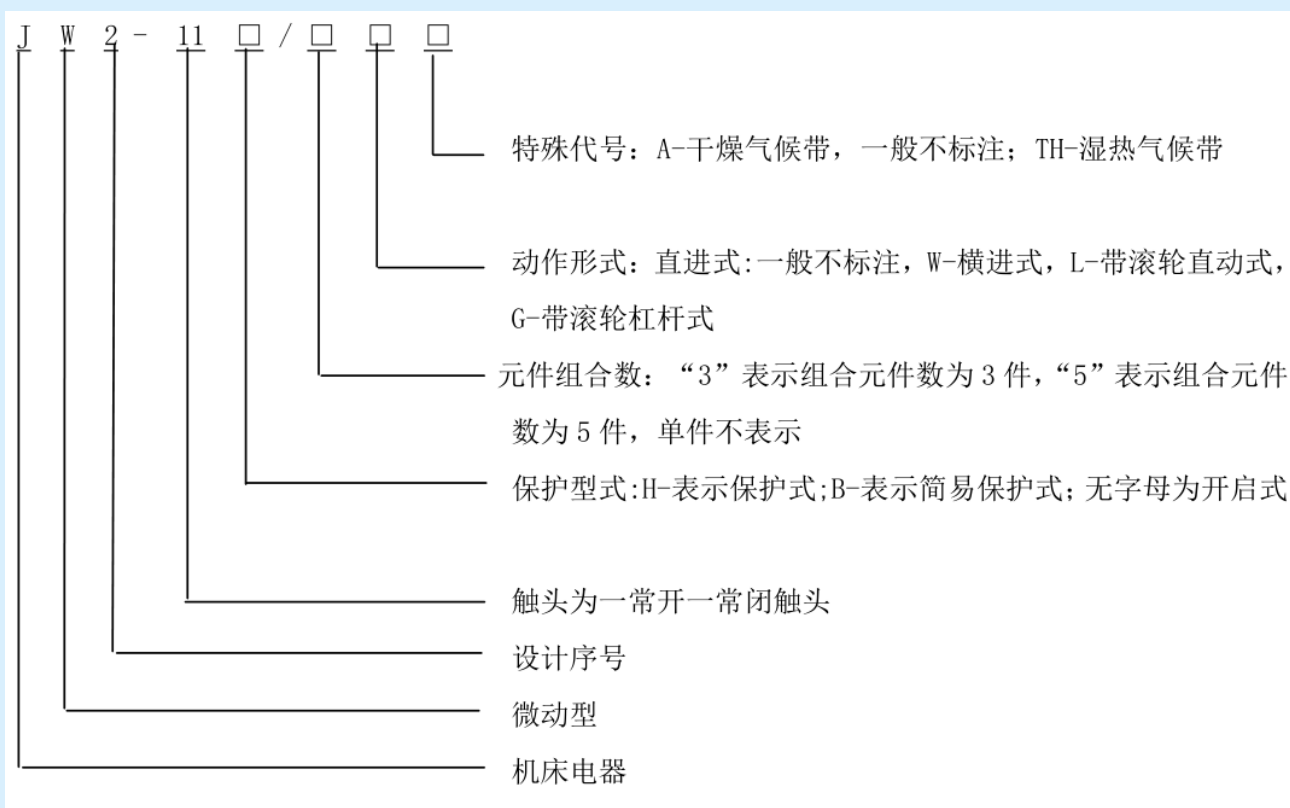 J W 2- 11 □/□ □ □
特殊代号：A-干燥气候带，一般不标注；TH-湿热气候带
动作形式：直进式:一般不标注，W-横进式，L-带滚轮直动式，
G-带滚轮杠杆式
元件组合数：“3”表示组合元件数为 3 件，“5”表示组合元件
数为 5 件，单件不表示
保护型式:H-表示保护式;B-表示简易保护式；无字母为开启式
触头为一常开一常闭触头
设计序号
微动型
机床电器